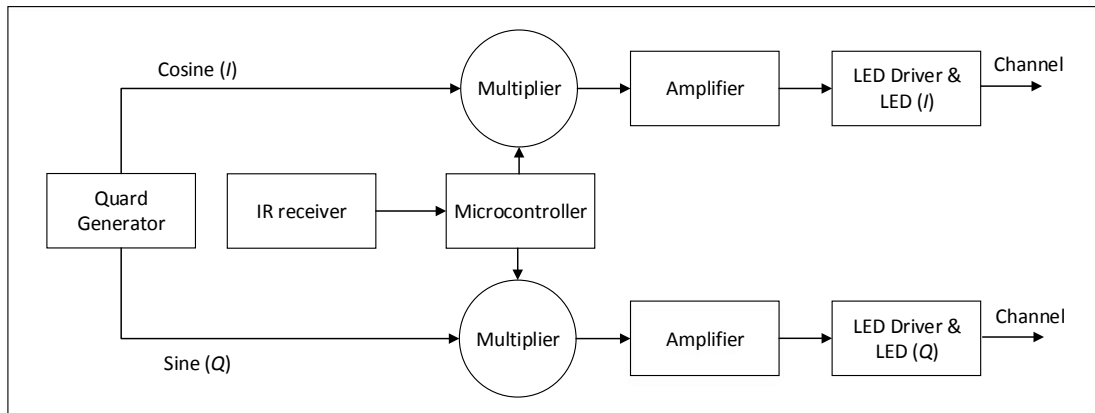 Cosine (I)
Multiplier
Amplifier
LED Driver &
LED (I)
Channel
Quard
Generator
IR receiver
Microcontroller
Sine (Q)
Multiplier
Amplifier
LED Driver &
LED (Q)
Channel